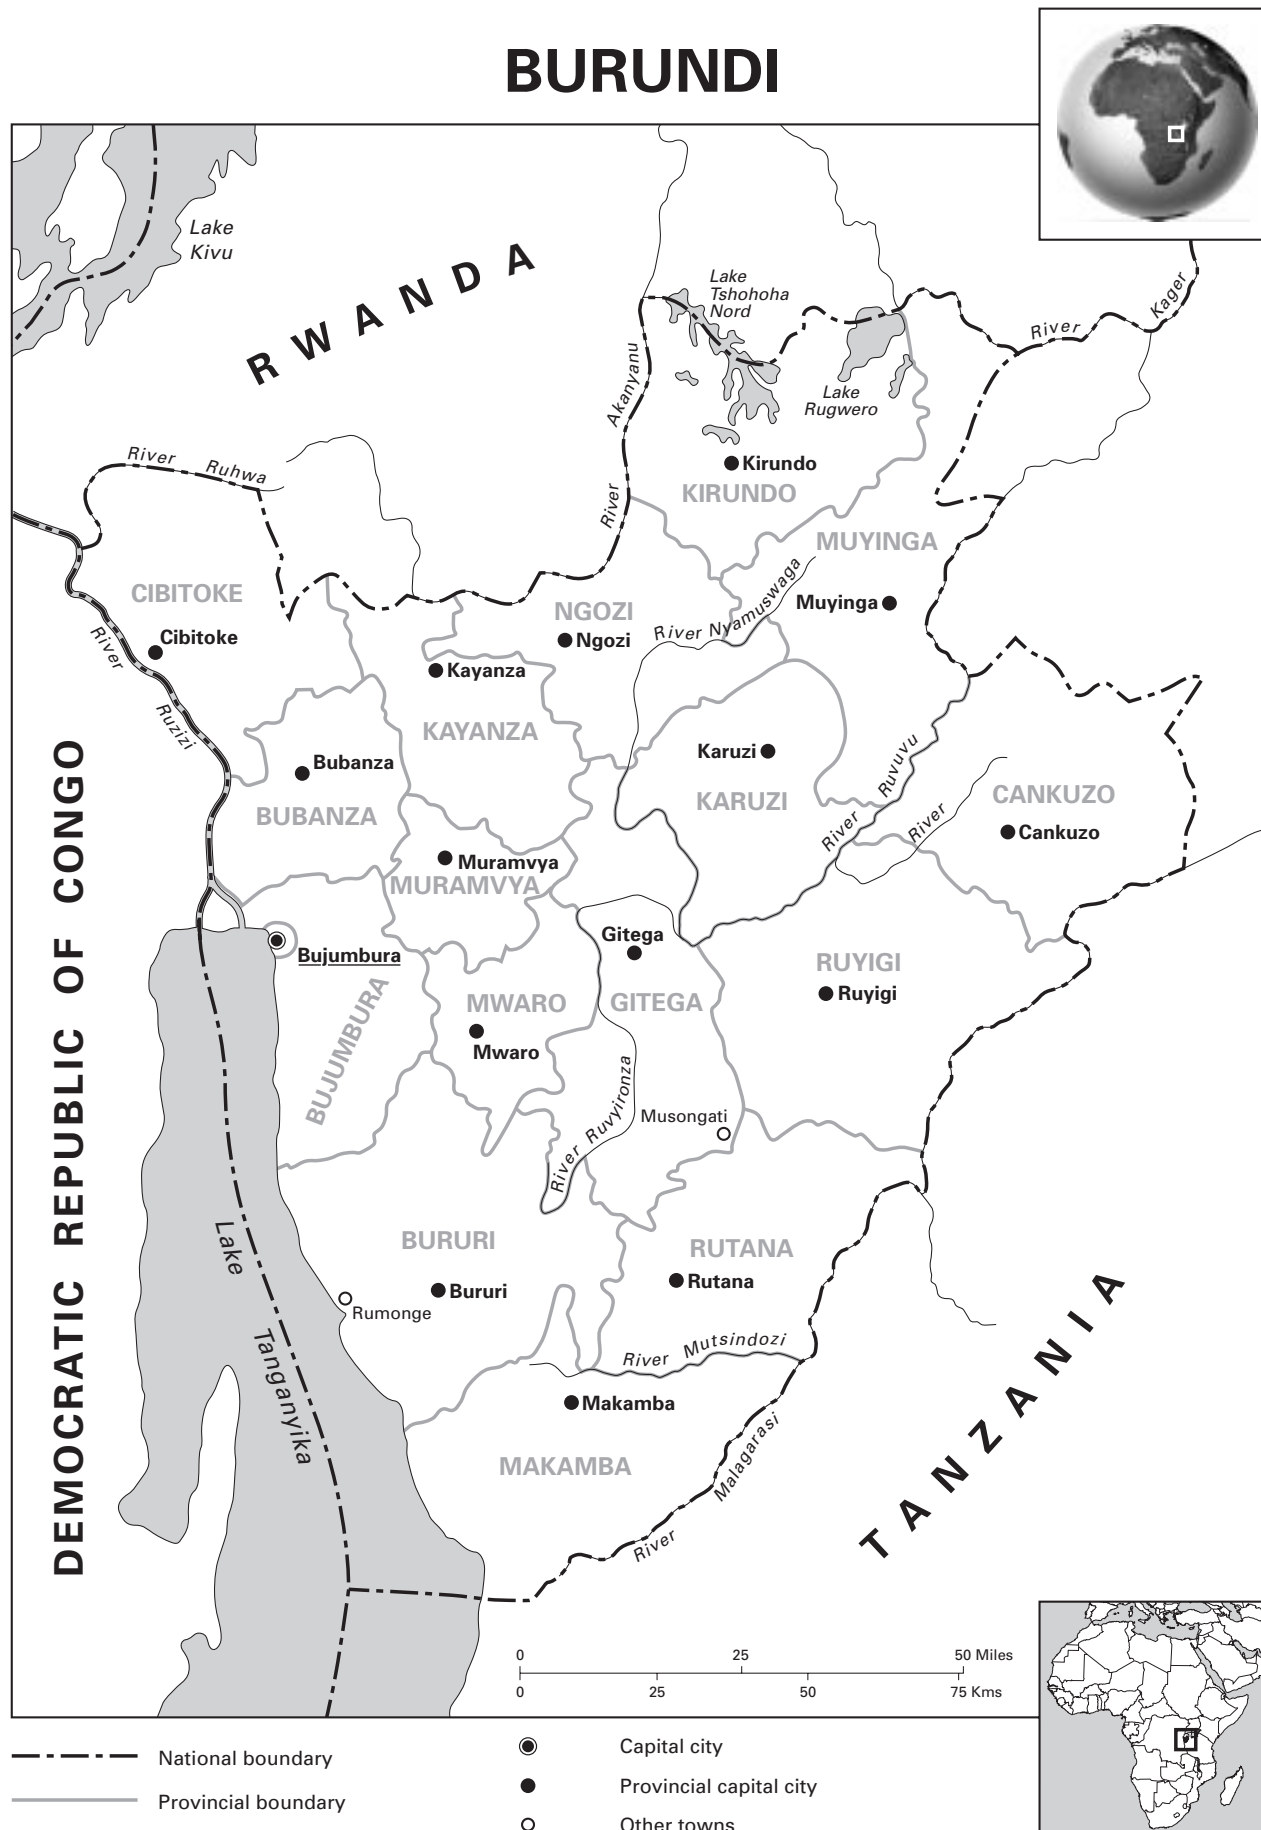 BURUNDI
Lake
Kivu
RWANDA
Lake
Tshohoha
Nord
River Kager
Akanyanu
River
Lake
Rugwero
River Ruhwa
Kirundo
KIRUNDO
MUYINGA
CIBITOKE
NGOZI
River Nyamuswaga
Muyinga
Cibitoke
Ngozi
River
Ruzizi
Kayanza
KAYANZA
Bubanza
BUBANZA
Karuzi
KARUZI
River Ruvuvu
River
CANKUZO
Cankuzo
DEMOCRATIC REPUBLIC OF CONGO
Muramvya
MURAMVYA
Gitega
GITEGA
Bujumbura
BUJUMBURA
RUYIGI
Ruyigi
MWARO
Mwaro
River Ruvyironza
Musongati
Lake
Tanganyika
BURURI
Bururi
Rumonge
RUTANA
Rutana
River Mutsindozi
Makamba
MAKAMBA
River Malagarasi
TANZANIA
0 25 50 Miles
0 25 50 75 Kms
National boundary
Provincial boundary
Capital city
Provincial capital city
Other towns